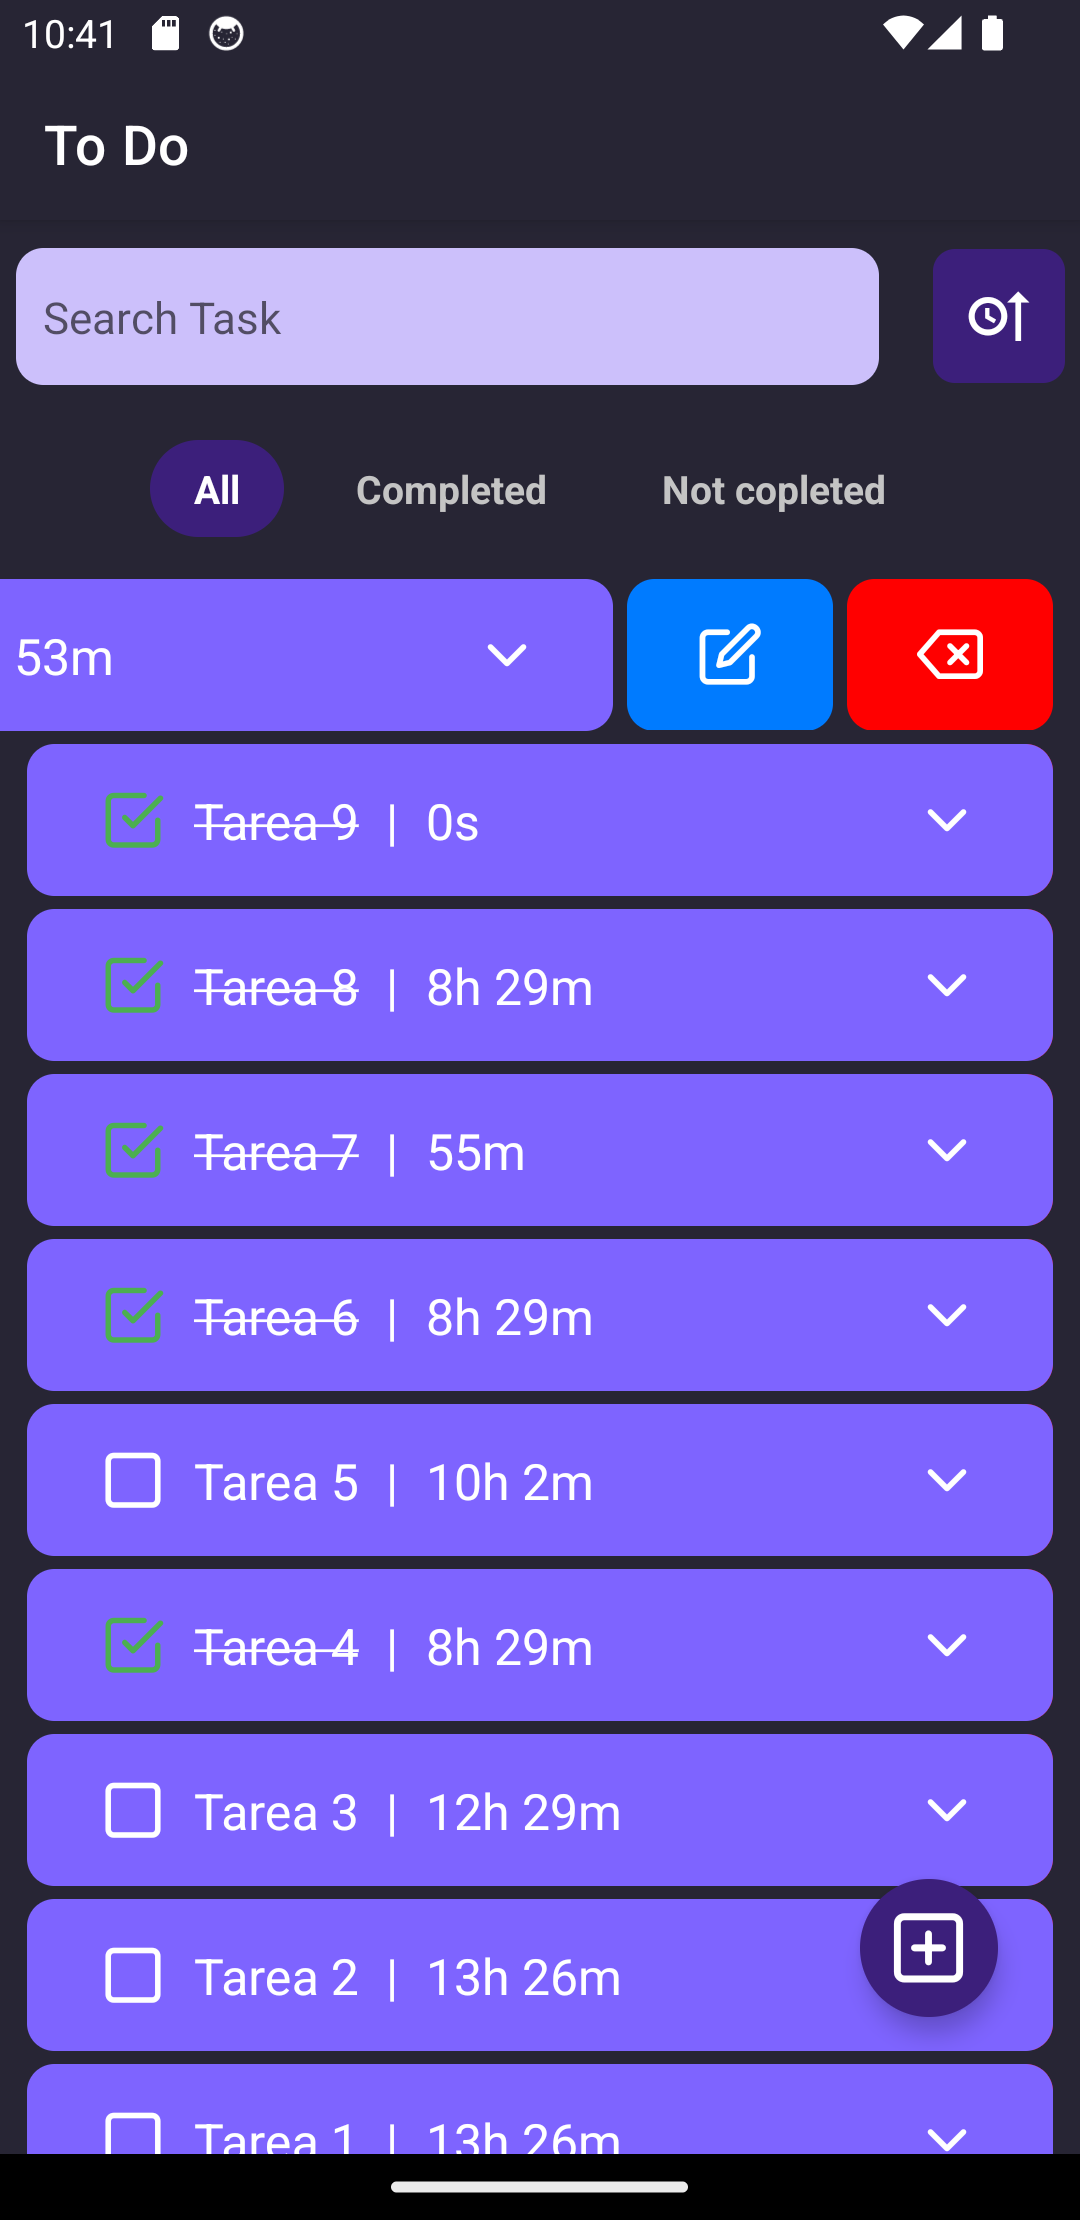 10:41
To Do
Search Task
All Completed Not copleted
53m
Tarea 9 | 0s
Tarea 8 | 8h 29m
Tarea 7 | 55m
Tarea 6 | 8h 29m
Tarea 5 | 10h 2m
Tarea 4 | 8h 29m
Tarea 3 | 12h 29m
Tarea 2 | 13h 26m
Tarea 1 | 13h 26m